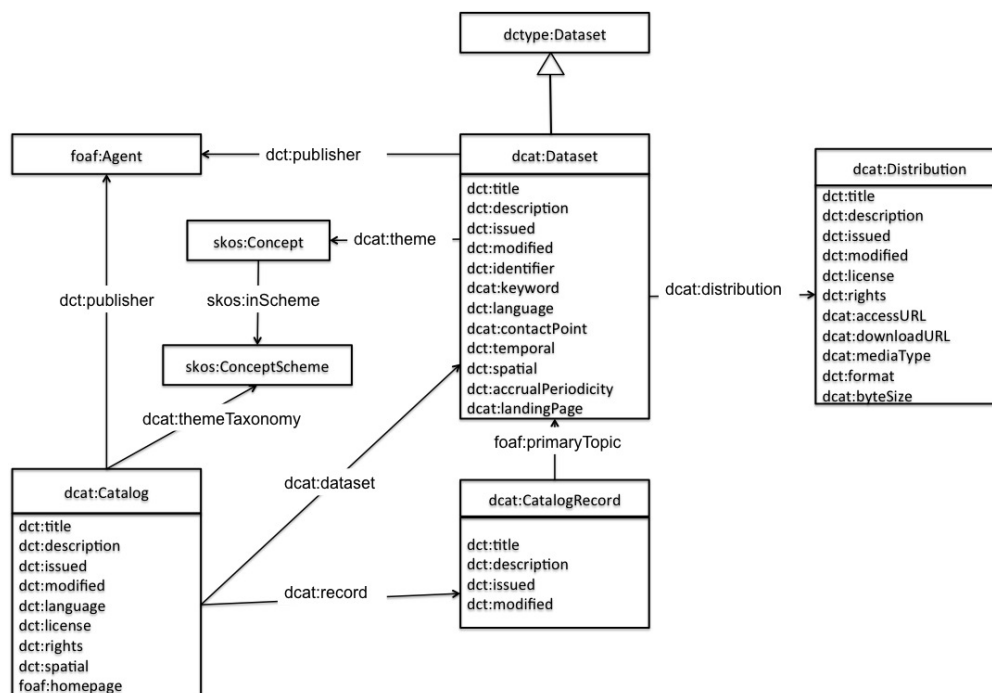 dctype:Dataset
foaf:Agent
dct:publisher
dcat:Dataset
dct:title
dct:description
dct:issued
dct:modified
dct:identifier
dcat:keyword
dct:language
dcat:contactPoint
dct:temporal
dct:spatial
dct:accrualPeriodicity
dcat:landingPage
dcat:Distribution
dct:title
dct:description
dct:issued
dct:modified
dct:license
dct:rights
dcat:accessURL
dcat:downloadURL
dcat:mediaType
dct:format
dcat:byteSize
skos:Concept
dcat:theme
dcat:distribution
dct:publisher
skos:inScheme
skos:ConceptScheme
dcat:themeTaxonomy
foaf:primaryTopic
dcat:dataset
dcat:Catalog
dct:title
dct:description
dct:issued
dct:modified
dct:language
dct:license
dct:rights
dct:spatial
foaf:homepage
dcat:record
dcat:CatalogRecord
dct:title
dct:description
dct:issued
dct:modified